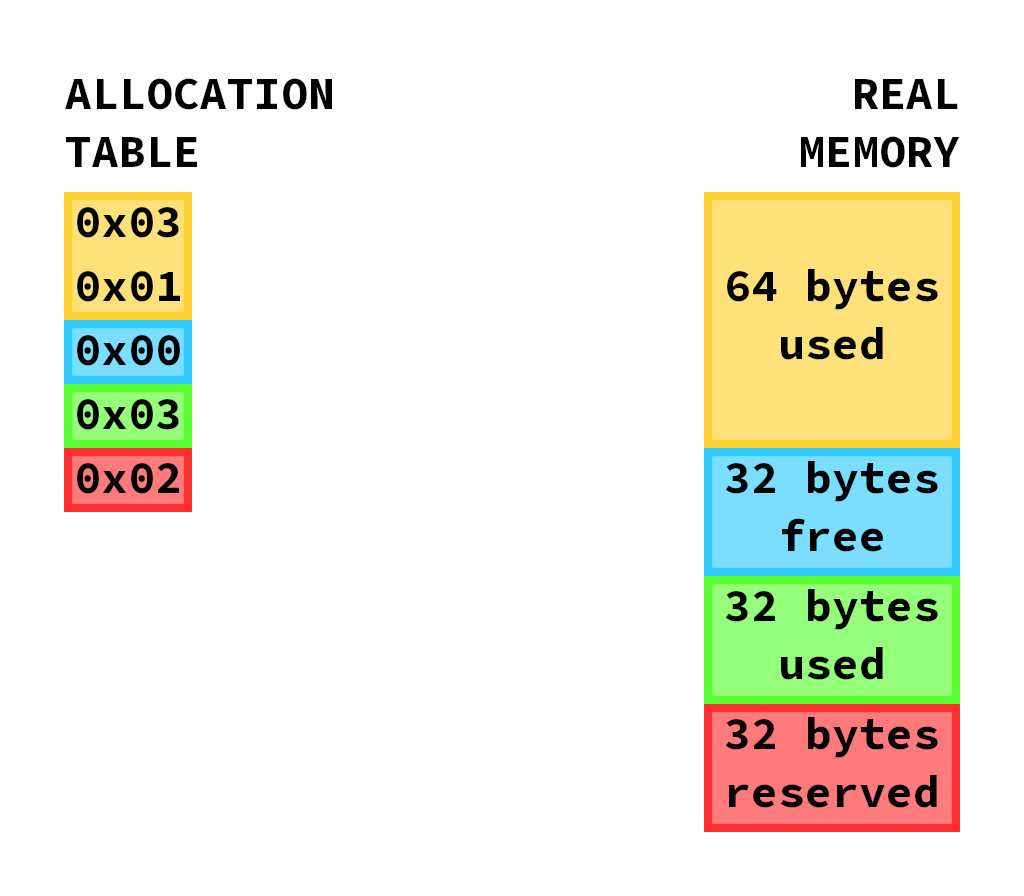 ALLOCATION
TABLE
0x03
0x01
0x00
0x03
0x02
REAL
MEMORY
64 bytes
used
32 bytes
free
32 bytes
used
32 bytes
reserved